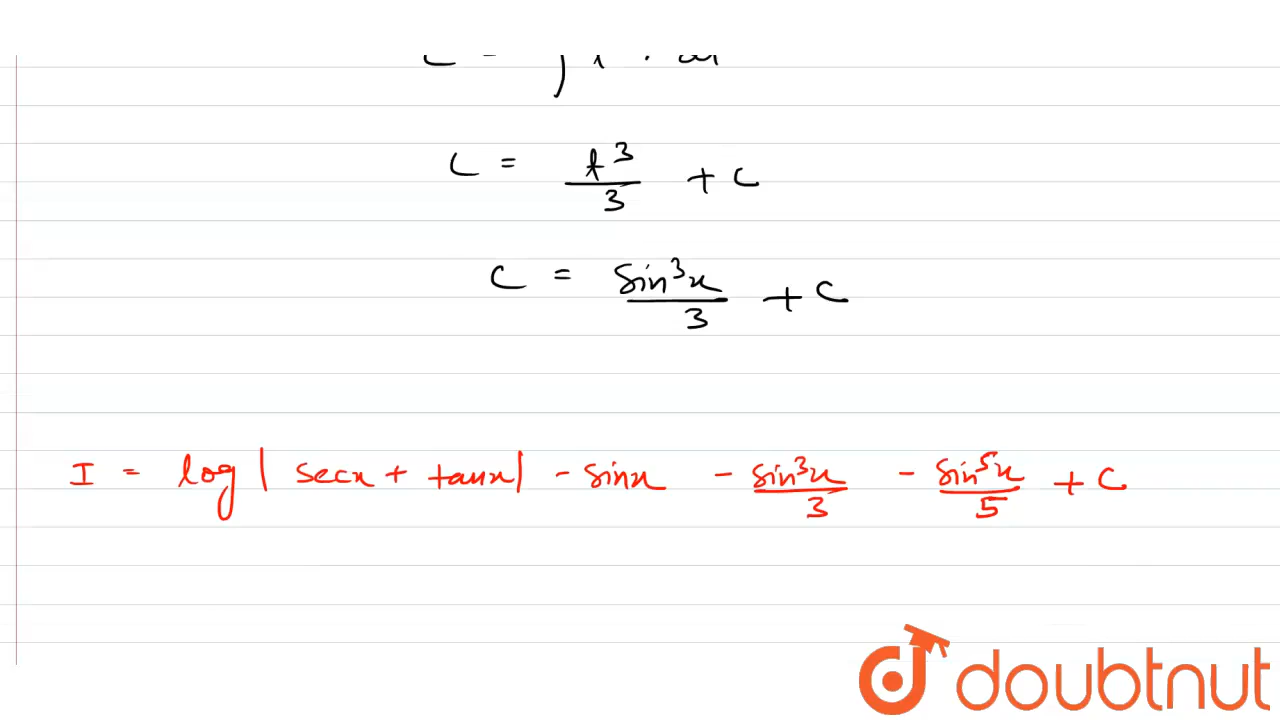 C = t³/3 + C
C = sin³x/3 + C
I = log| secx + tanx| - sinx - sin³x/3 - sin⁵x/5 + C
doubtnut